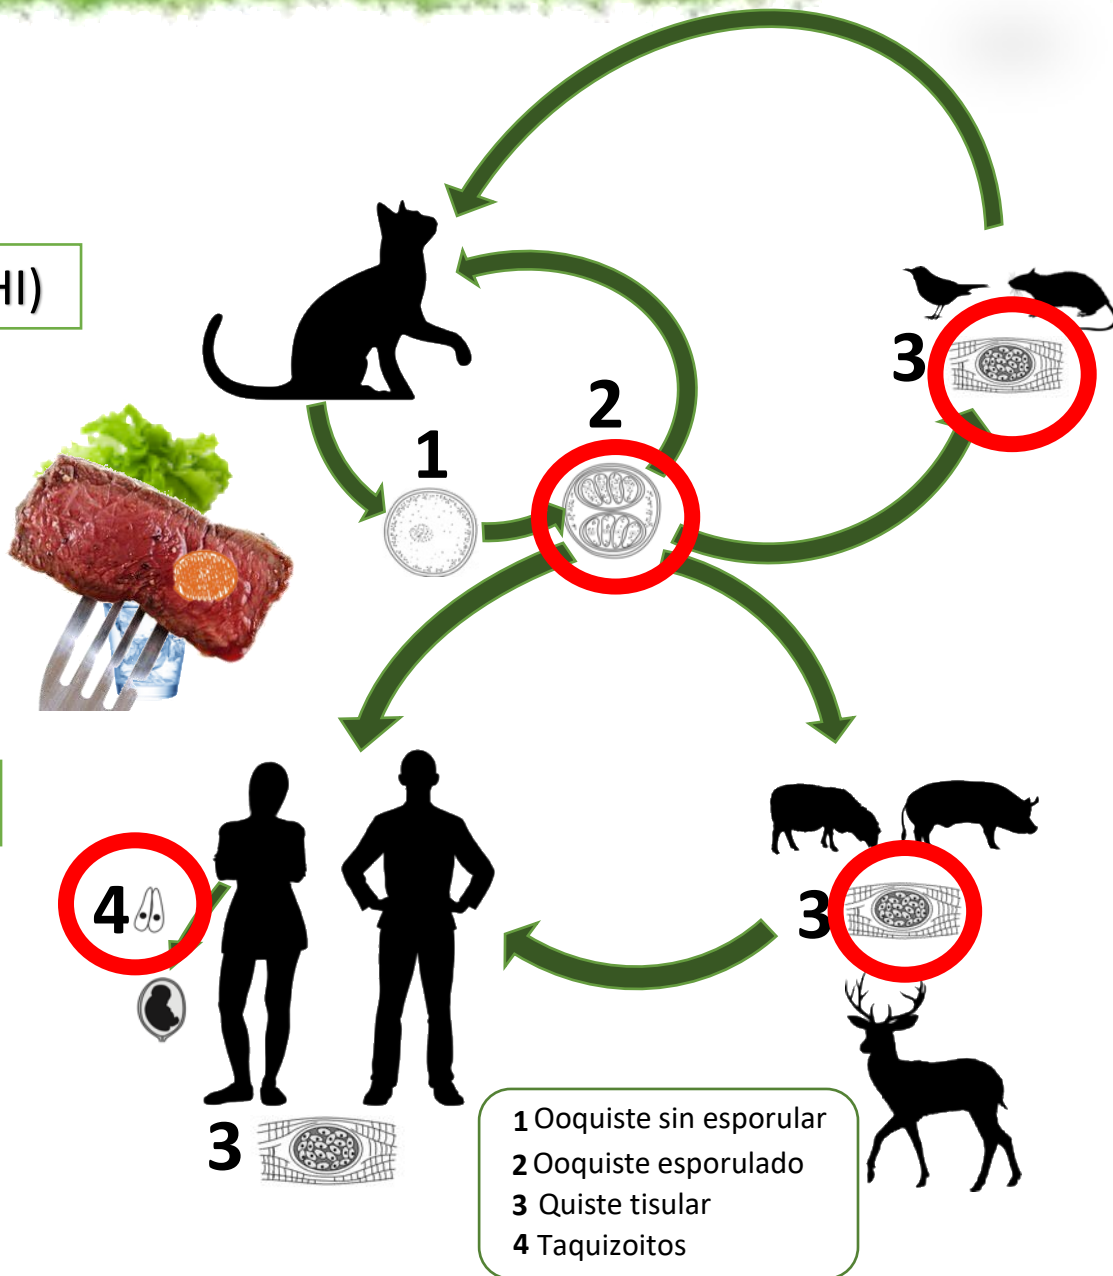 HI)
2
3
1
4
3
3
1 Ooquiste sin esporular
2 Ooquiste esporulado
3 Quiste tisular
4 Taquizoitos